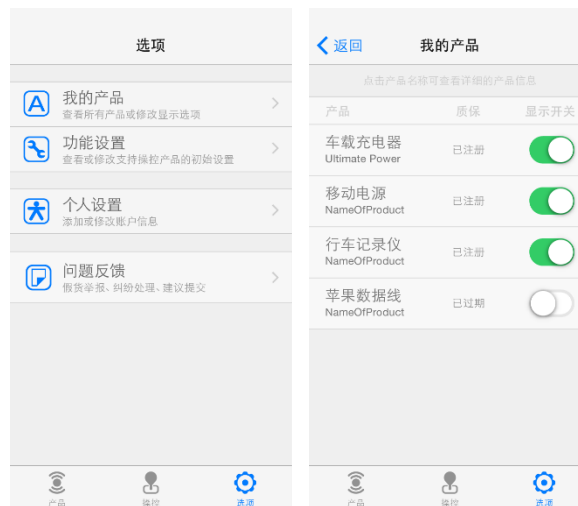 选项
我的产品
查看所有产品或修改显示选项
功能设置
查看或修改支持操控产品的初始设置
个人设置
添加或修改账户信息
问题反馈
假货举报、纠纷处理、建议提交
产品 操控 选项
返回 我的产品
点击产品名称可查看详细的产品信息
产品 质保 显示开关
车载充电器
Ultimate Power
已注册
移动电源
NameOfProduct
已注册
行车记录仪
NameOfProduct
已注册
苹果数据线
NameOfProduct
已过期
产品 操控 选项